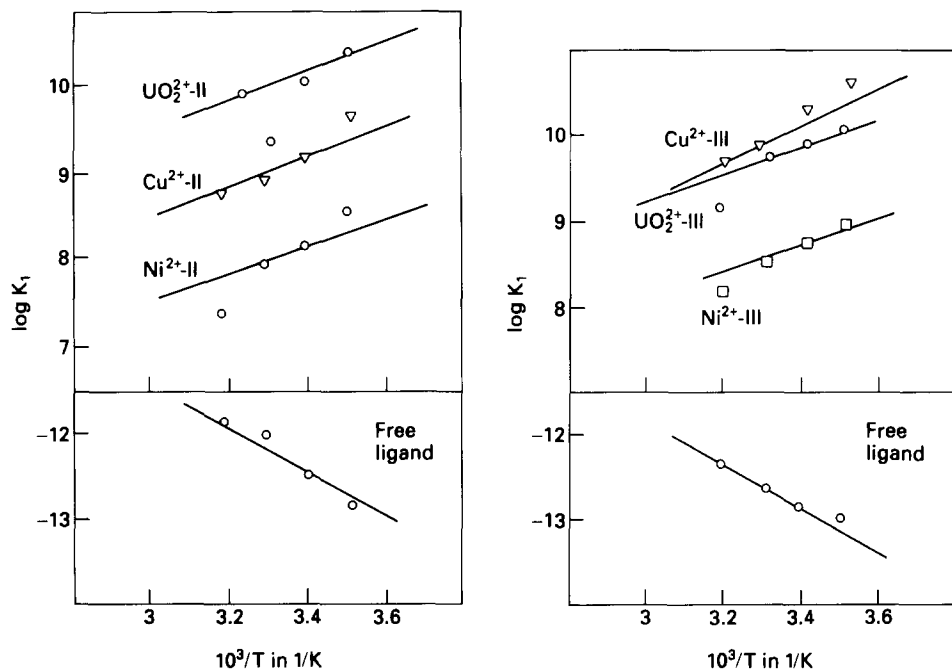 10
9
8
7
log K₁
UO₂²⁺-II
Cu²⁺-II
Ni²⁺-II
-12
-13
Free
ligand
3 3.2 3.4 3.6
10³/T in 1/K
10
9
8
log K₁
Cu²⁺-III
UO₂²⁺-III
Ni²⁺-III
-12
-13
Free
ligand
3 3.2 3.4 3.6
10³/T in 1/K